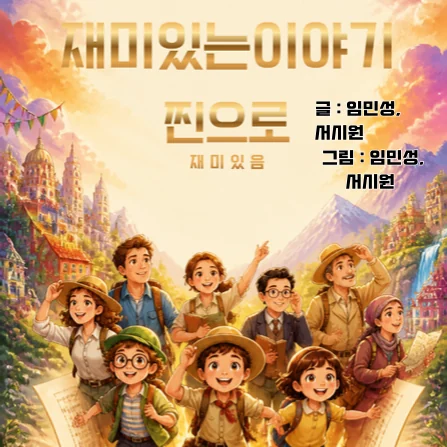 재미있는이야기
찐으로
재미있음
글 : 임민성,
서시원
그림 : 임민성,
서시원